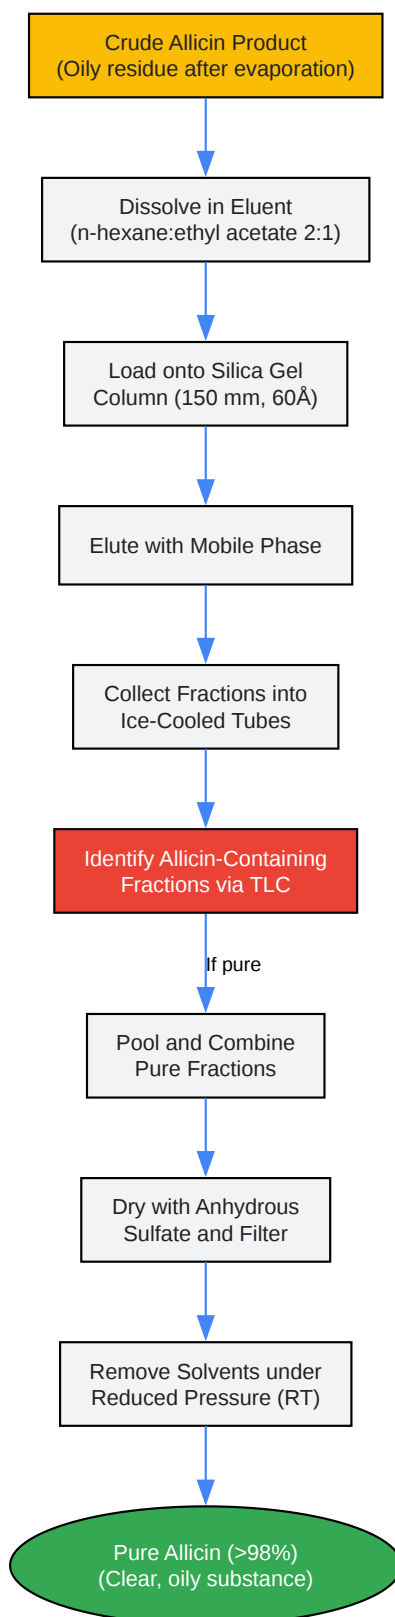 Crude Allicin Product
(Oily residue after evaporation)
Dissolve in Eluent
(n-hexane:ethyl acetate 2:1)
Load onto Silica Gel
Column (150 mm, 60Å)
Elute with Mobile Phase
Collect Fractions into
Ice-Cooled Tubes
Identify Allicin-Containing
Fractions via TLC
If pure
Pool and Combine
Pure Fractions
Dry with Anhydrous
Sulfate and Filter
Remove Solvents under
Reduced Pressure (RT)
Pure Allicin (>98%)
(Clear, oily substance)